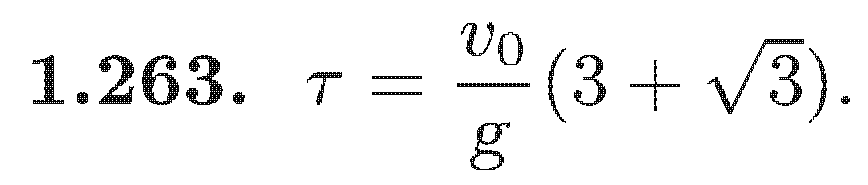 1.263. τ = v₀/g (3 + √3).